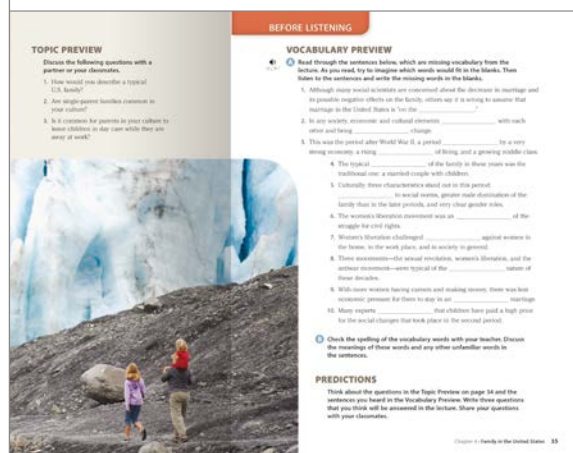 BEFORE LISTENING
TOPIC PREVIEW
Discuss the following questions with a
partner or your classmates.
1. How would you describe a typical
U.S. family?
2. Are single-parent families common in
your culture?
3. Is it common for parents in your culture to
leave children in day care while they are
away at work?
VOCABULARY PREVIEW
A Read through the sentences below, which are missing vocabulary from the
lecture. As you read, try to imagine which words would fit in the blanks. Then
listen to the sentences and write the missing words in the blanks.
1. Although many social scientists are concerned about the decrease in marriage and
its possible negative effects on the family, others say it is wrong to assume that
marriage in the United States is "on the ____________."
2. In any society, economic and cultural elements ____________ with each
other and bring ____________ change.
3. This was the period after World War II, a period ____________ by a very
strong economy, a rising ____________ of living, and a growing middle class.
4. The typical ____________ of the family in these years was the
traditional one: a married couple with children.
5. Culturally, three characteristics stand out in this period:
____________ to social norms, greater male domination of the
family than in the later periods, and very clear gender roles.
6. The women's liberation movement was an ____________ of the
struggle for civil rights.
7. Women's liberation challenged ____________ against women in
the home, in the work place, and in society in general.
8. Three movements—the sexual revolution, women's liberation, and the
antiwar movement—were typical of the ____________ nature of
these decades.
9. With more women having careers and making money, there was less
economic pressure for them to stay in an ____________ marriage.
10. Many experts ____________ that children have paid a high price
for the social changes that took place in the second period.
B Check the spelling of the vocabulary words with your teacher. Discuss
the meanings of these words and any other unfamiliar words in
the sentences.
PREDICTIONS
Think about the questions in the Topic Preview on page 34 and the
sentences you heard in the Vocabulary Preview. Write three questions
that you think will be answered in the lecture. Share your questions
with your classmates.
Family in the United States 35